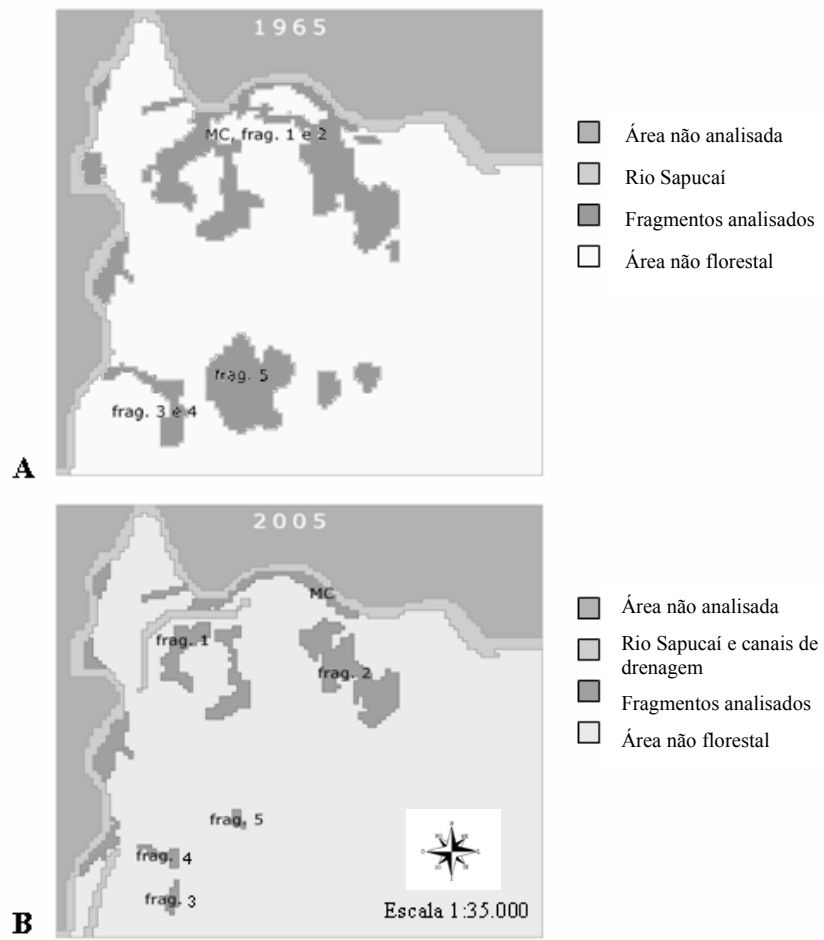 1965
MC, frag. 1 e 2
frag. 5
frag. 3 e 4
A
Área não analisada
Rio Sapucaí
Fragmentos analisados
Área não florestal
2005
MC
frag. 1
frag. 2
frag. 5
frag. 4
frag. 3
Escala 1:35.000
B
Área não analisada
Rio Sapucaí e canais de
drenagem
Fragmentos analisados
Área não florestal